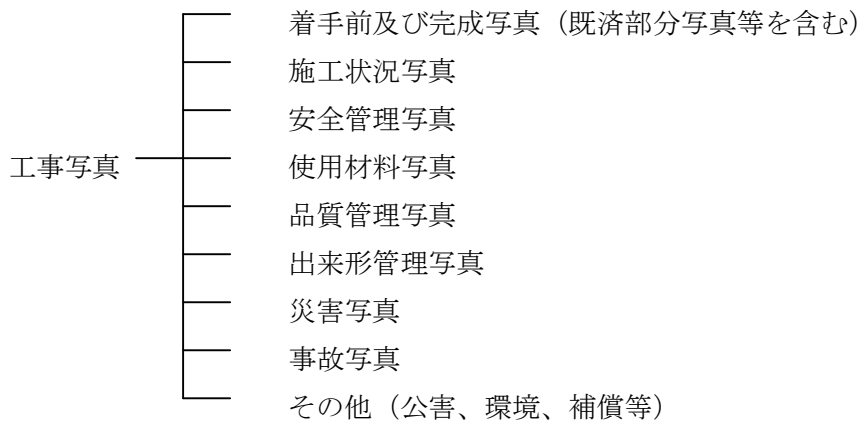 着手前及び完成写真（既済部分写真等を含む）
施工状況写真
安全管理写真
工事写真 使用材料写真
品質管理写真
出来形管理写真
災害写真
事故写真
その他（公害、環境、補償等）